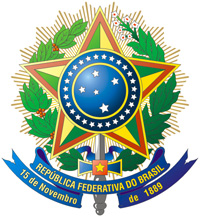 REPÚBLICA FEDERATIVA DO BRASIL
15 de Novembro de 1889